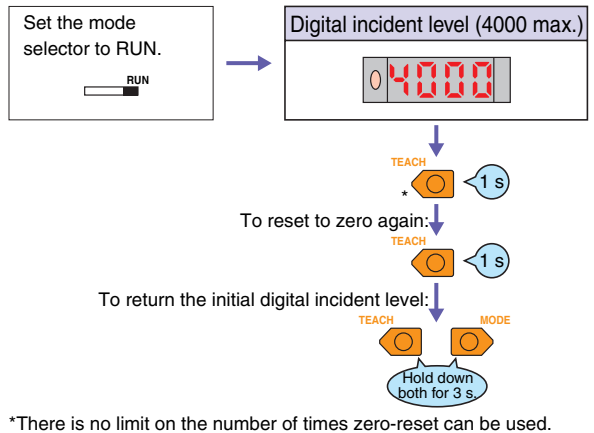 Set the mode
selector to RUN.
RUN
Digital incident level (4000 max.)
4000
TEACH
* 1 s
To reset to zero again:
TEACH
1 s
To return the initial digital incident level:
TEACH MODE
Hold down
both for 3 s.
*There is no limit on the number of times zero-reset can be used.